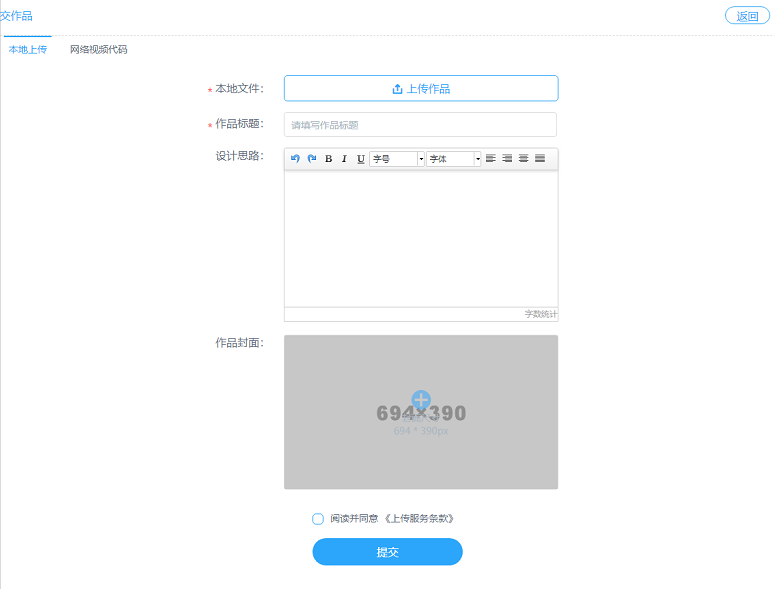 交作品
返回
本地上传
网络视频代码
* 本地文件：
上传作品
* 作品标题：
请填写作品标题
设计思路：
B I U 字号 字体
字数统计
作品封面：
694×390
694 * 390px
阅读并同意 《上传服务条款》
提交